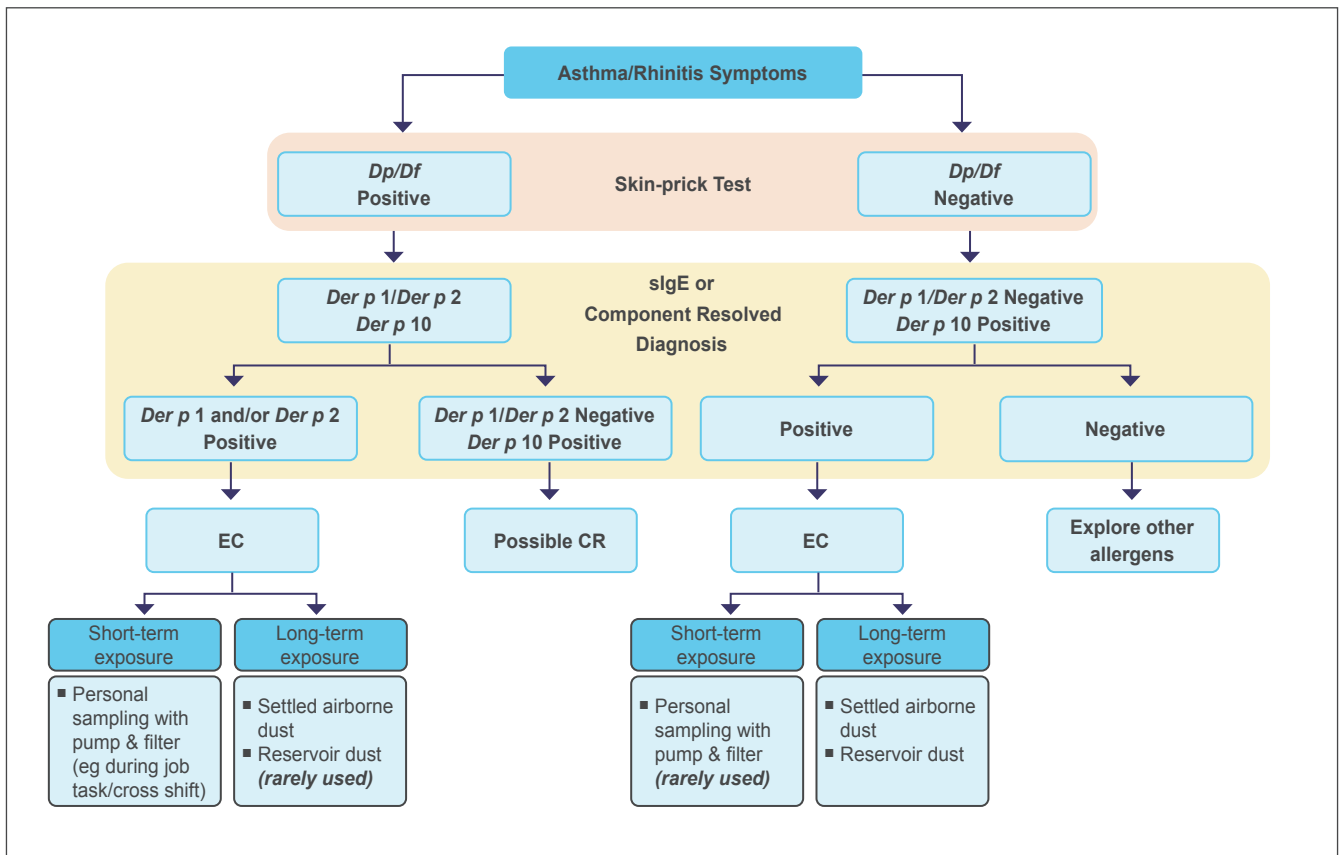 Asthma/Rhinitis Symptoms
Dp/Df
Positive
Skin-prick Test
Dp/Df
Negative
Der p 1/Der p 2
Der p 10
sIgE or
Component Resolved
Diagnosis
Der p 1/Der p 2 Negative
Der p 10 Positive
Der p 1 and/or Der p 2
Positive
Der p 1/Der p 2 Negative
Der p 10 Positive
Positive
Negative
EC
Possible CR
EC
Explore other
allergens
Short-term
exposure
■ Personal
sampling with
pump & filter
(eg during job
task/cross shift)
Long-term
exposure
■ Settled airborne
dust
■ Reservoir dust
(rarely used)
Short-term
exposure
■ Personal
sampling with
pump & filter
(rarely used)
Long-term
exposure
■ Settled airborne
dust
■ Reservoir dust